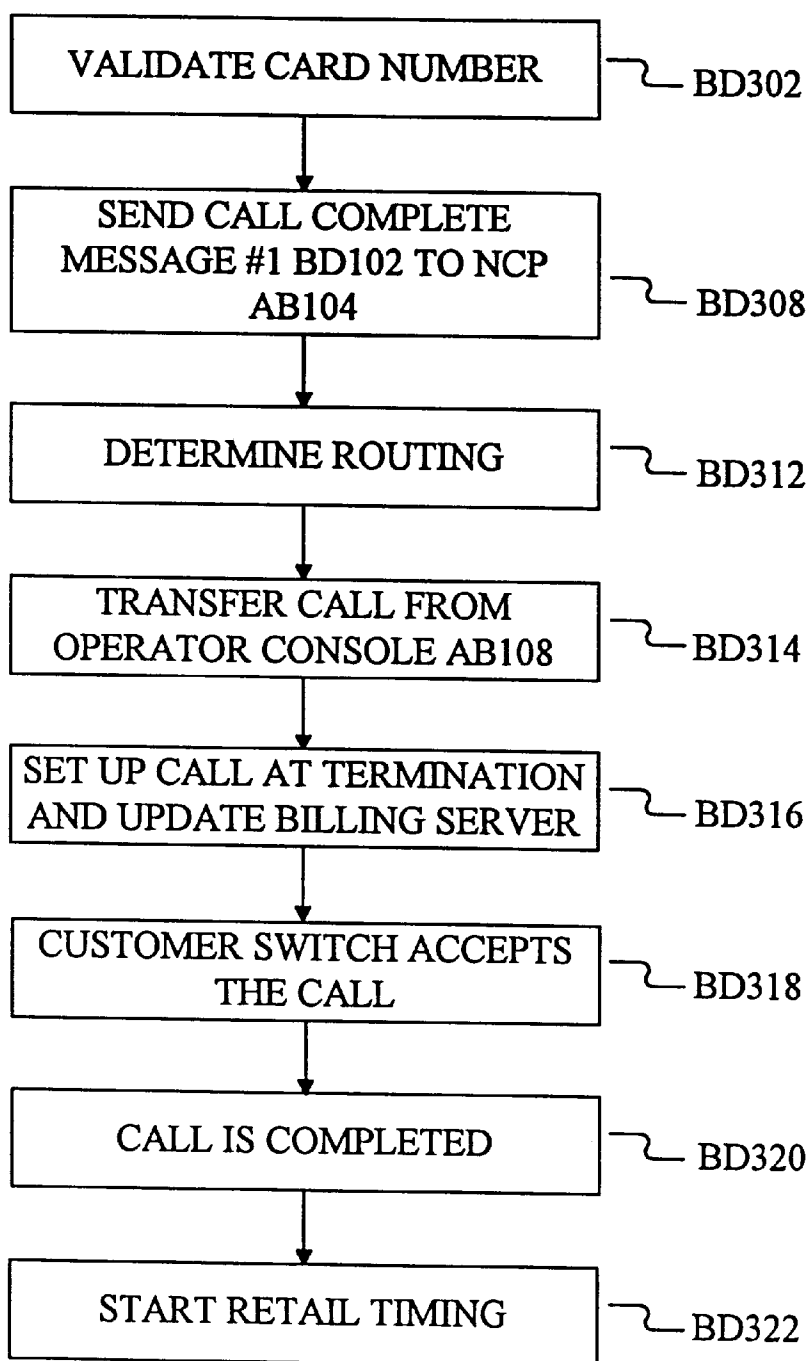 VALIDATE CARD NUMBER
BD302
SEND CALL COMPLETE
MESSAGE #1 BD102 TO NCP
AB104
BD308
DETERMINE ROUTING
BD312
TRANSFER CALL FROM
OPERATOR CONSOLE AB108
BD314
SET UP CALL AT TERMINATION
AND UPDATE BILLING SERVER
BD316
CUSTOMER SWITCH ACCEPTS
THE CALL
BD318
CALL IS COMPLETED
BD320
START RETAIL TIMING
BD322